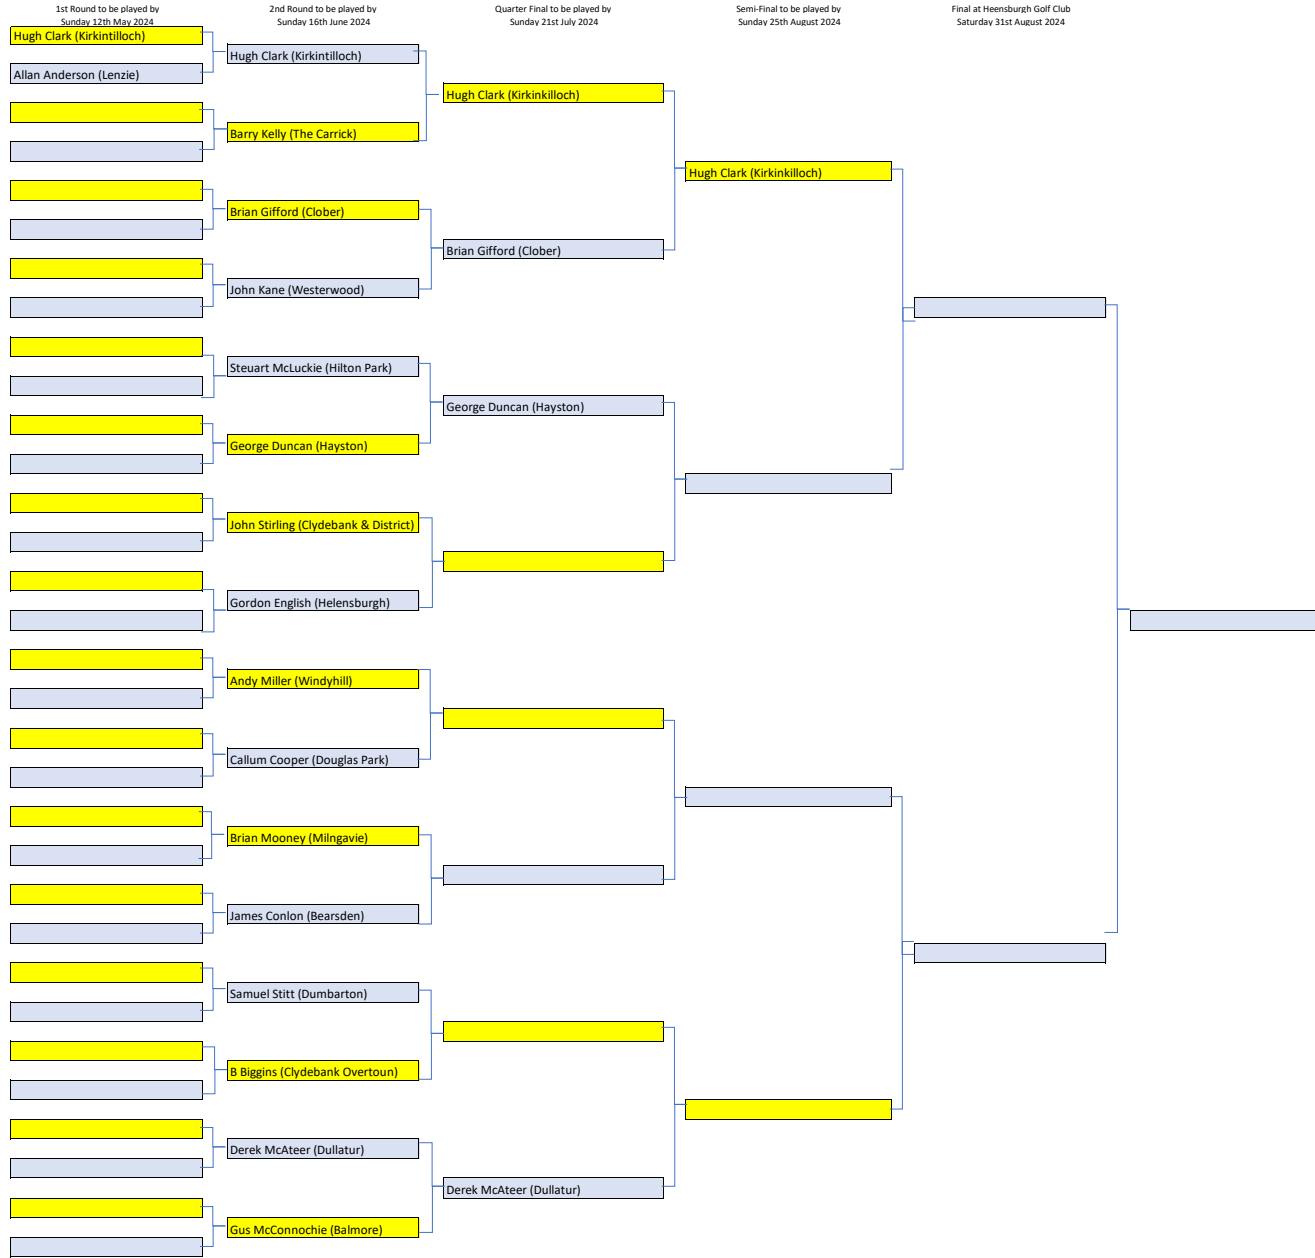 1st Round to be played by
Sunday 12th May 2024
2nd Round to be played by
Sunday 16th June 2024
Quarter Final to be played by
Sunday 21st July 2024
Semi-Final to be played by
Sunday 25th August 2024
Final at Heensburgh Golf Club
Saturday 31st August 2024
Hugh Clark (Kirkintilloch)
Allan Anderson (Lenzie)
Hugh Clark (Kirkintilloch)
Barry Kelly (The Carrick)
Brian Gifford (Clober)
John Kane (Westerwood)
Steuart McLuckie (Hilton Park)
George Duncan (Hayston)
John Stirling (Clydebank & District)
Gordon English (Helensburgh)
Andy Miller (Windyhill)
Callum Cooper (Douglas Park)
Brian Mooney (Milngavie)
James Conlon (Bearsden)
Samuel Stitt (Dumbarton)
B Biggins (Clydebank Overtoun)
Derek McAteer (Dullatur)
Gus McConnochie (Balmore)
Hugh Clark (Kirkinkilloch)
Brian Gifford (Clober)
George Duncan (Hayston)
Derek McAteer (Dullatur)
Hugh Clark (Kirkinkilloch)